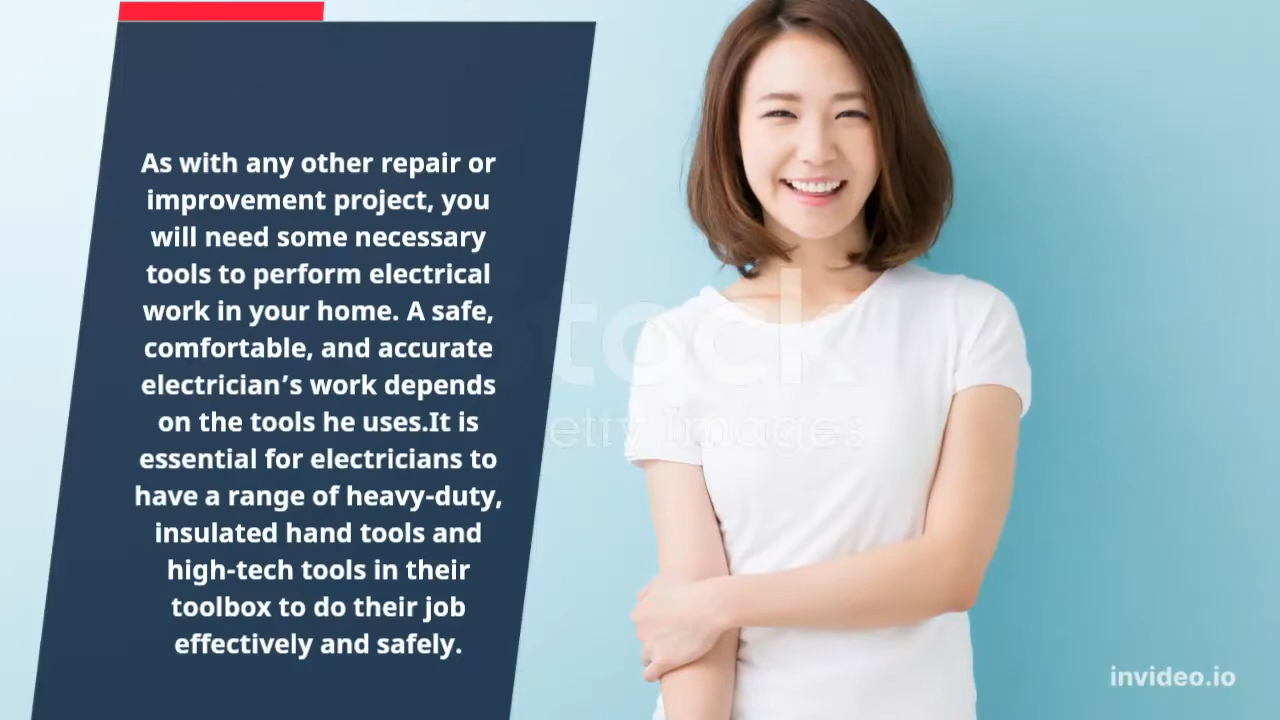 As with any other repair or
improvement project, you
will need some necessary
tools to perform electrical
work in your home. A safe,
comfortable, and accurate
electrician’s work depends
on the tools he uses.It is
essential for electricians to
have a range of heavy-duty,
insulated hand tools and
high-tech tools in their
toolbox to do their job
effectively and safely.
tock
etty Images
invideo.io